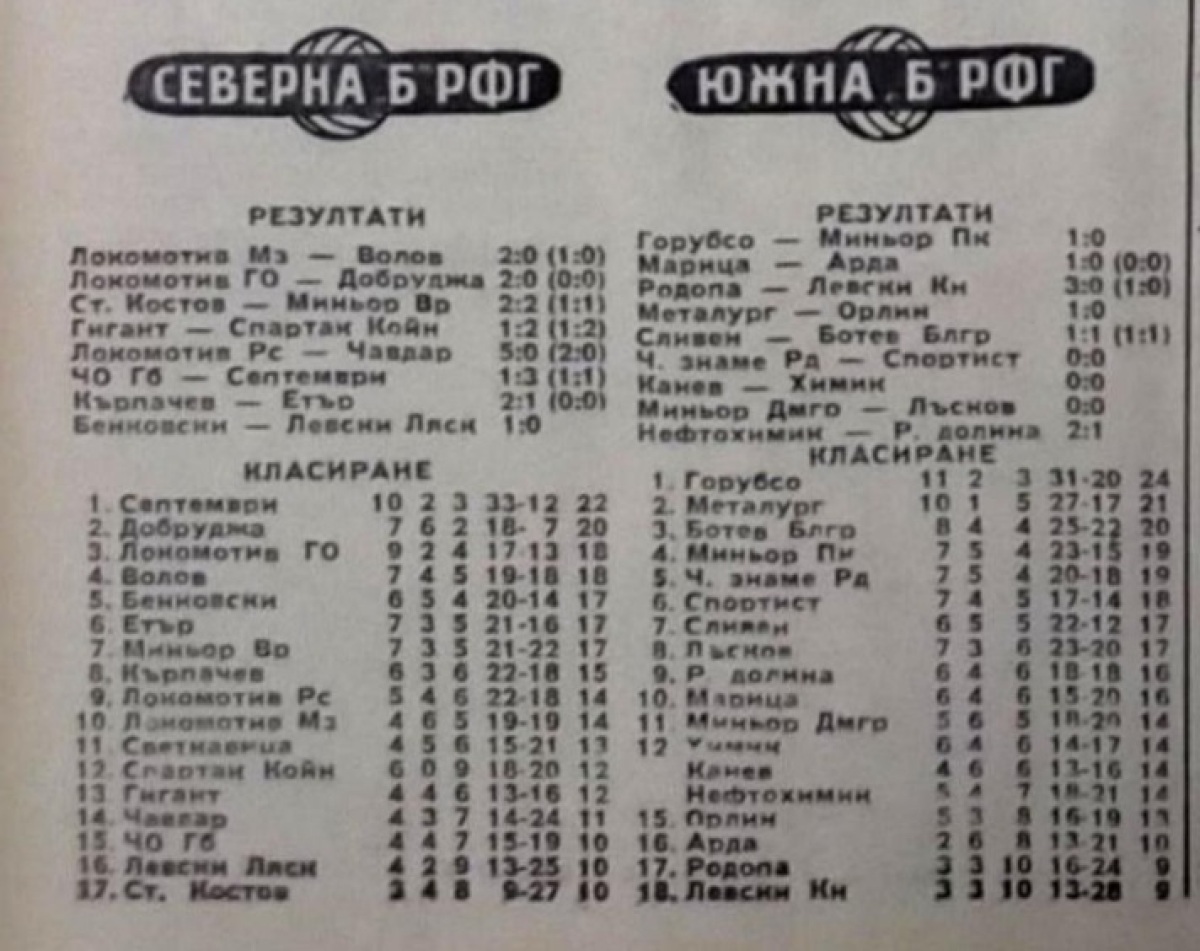 СЕВЕРНА „Б“ РФГ
РЕЗУЛТАТИ
Локомотив Мз — Волов 2:0 (1:0)
Локомотив ГО — Добруджа 2:0 (0:0)
Ст. Костов — Миньор Вр 2:2 (1:1)
Гигант — Спартак Койн 1:2 (1:2)
Локомотив Рс — Чавдар 5:0 (2:0)
ЧО Гб — Септември 1:3 (1:1)
Кърпачев — Етър 2:1 (0:0)
Бенковски — Левски Ляск 1:0
КЛАСИРАНЕ
1. Септември 10 2 3 33-12 22
2. Добруджа 7 6 2 18- 7 20
3. Локомотив ГО 9 2 4 17-13 18
4. Волов 7 4 5 19-18 18
5. Бенковски 6 5 4 20-14 17
6. Етър 7 3 5 21-16 17
7. Миньор Вр 7 3 5 21-22 17
8. Кърпачев 6 3 6 22-18 15
9. Локомотив Рс 5 4 6 22-18 14
10. Локомотив Мз 4 6 5 19-19 14
11. Светкавица 4 5 6 15-21 13
12. Спартак Койн 6 0 9 18-20 12
13. Гигант 4 4 6 13-16 12
14. Чавдар 4 3 7 14-24 11
15. ЧО Гб 4 4 7 15-19 10
16. Левски Ляск 4 2 9 13-25 10
17. Ст. Костов 3 4 8 9-27 10
ЮЖНА „Б“ РФГ
РЕЗУЛТАТИ
Горубсо — Миньор Пк 1:0
Марица — Арда 1:0 (0:0)
Родопа — Левски Кн 3:0 (1:0)
Металург — Орлин 1:0
Сливен — Ботев Блгр 1:1 (1:1)
Ч. знаме Рд — Спортист 0:0
Канев — Химик 0:0
Миньор Дмгр — Лъсков 0:0
Нефтохимик — Р. долина 2:1
КЛАСИРАНЕ
1. Горубсо 11 2 3 31-20 24
2. Металург 10 1 5 27-17 21
3. Ботев Блгр 8 4 4 25-22 20
4. Миньор Пк 7 5 4 23-15 19
5. Ч. знаме Рд 7 5 4 20-18 19
6. Спортист 7 4 5 17-14 18
7. Сливен 6 5 5 22-12 17
8. Лъсков 7 3 6 23-20 17
9. Р. долина 6 4 6 18-18 16
10. Марица 6 4 6 15-20 16
11. Миньор Дмгр 5 6 5 18-20 14
12 Химик 6 4 6 14-17 14
Канев 4 6 6 13-16 14
Нефтохимик 5 4 7 18-21 14
15. Орлин 5 3 8 16-19 13
16. Арда 2 6 8 13-21 10
17. Родопа 3 3 10 16-24 9
18. Левски Кн 3 3 10 13-28 9